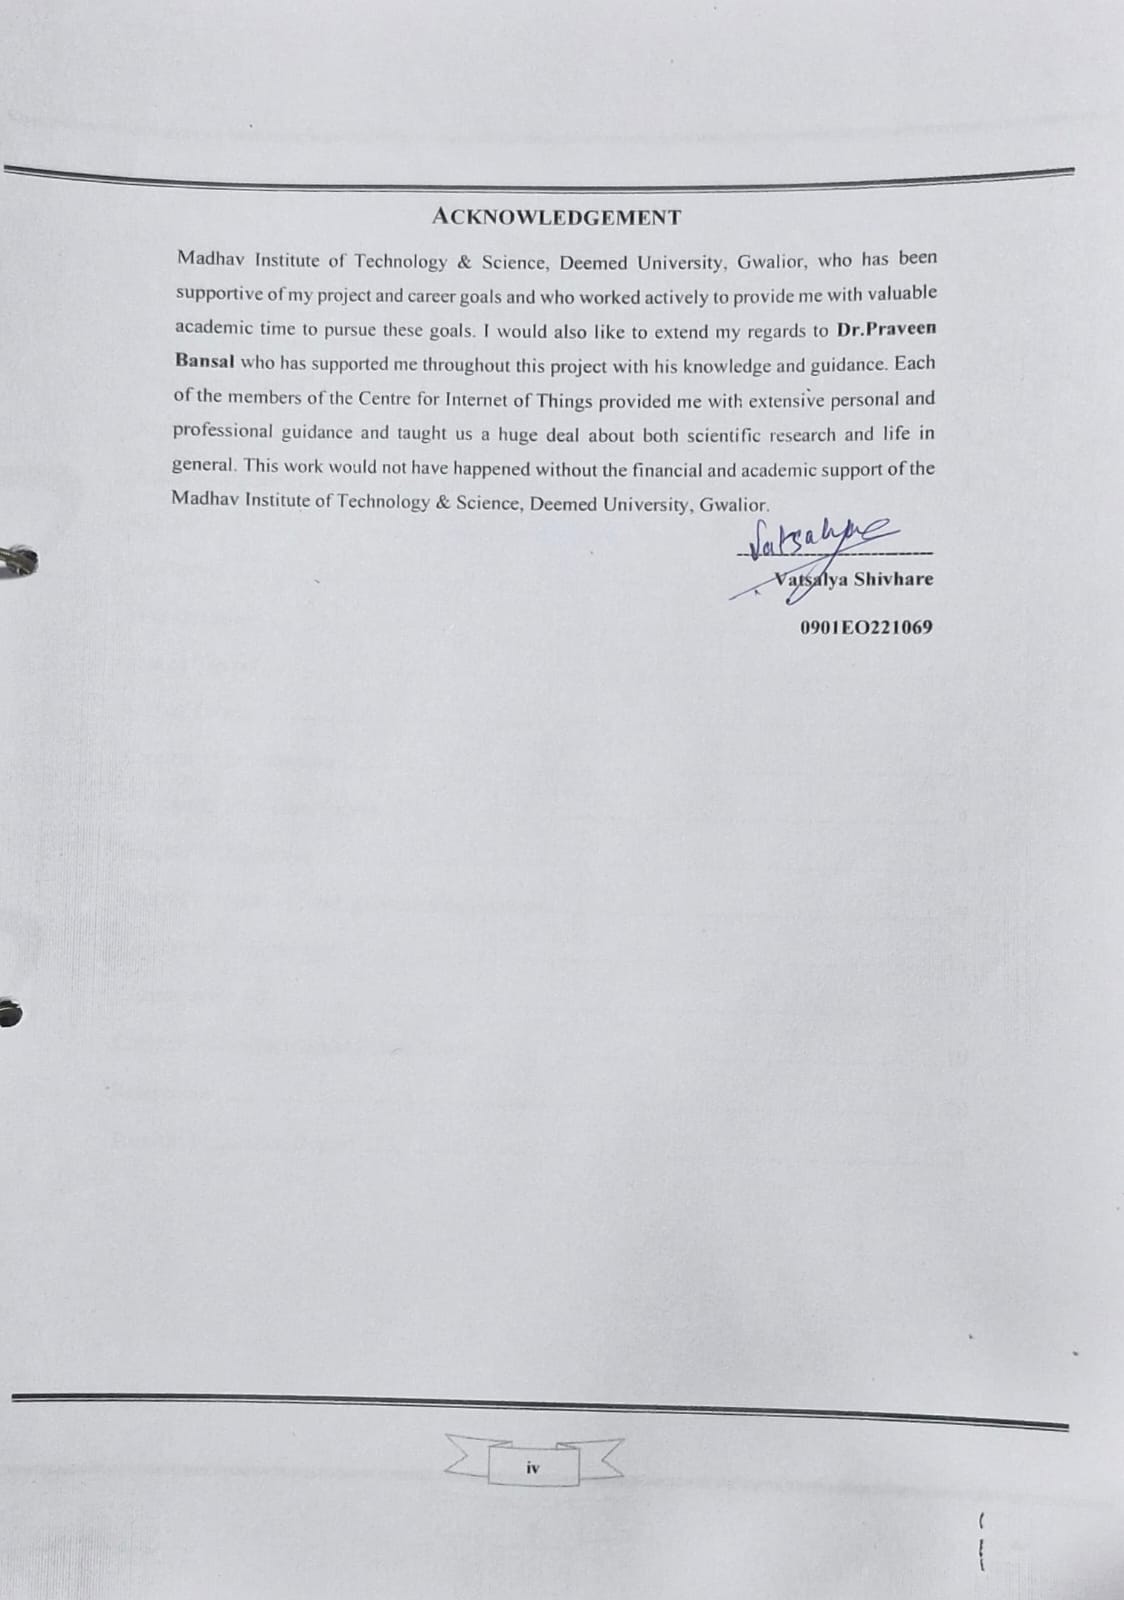 ACKNOWLEDGEMENT
Madhav Institute of Technology & Science, Deemed University, Gwalior, who has been
supportive of my project and career goals and who worked actively to provide me with valuable
academic time to pursue these goals. I would also like to extend my regards to Dr.Praveen
Bansal who has supported me throughout this project with his knowledge and guidance. Each
of the members of the Centre for Internet of Things provided me with extensive personal and
professional guidance and taught us a huge deal about both scientific research and life in
general. This work would not have happened without the financial and academic support of the
Madhav Institute of Technology & Science, Deemed University, Gwalior.
Vatsalya
Vatsalya Shivhare
0901EO221069
iv